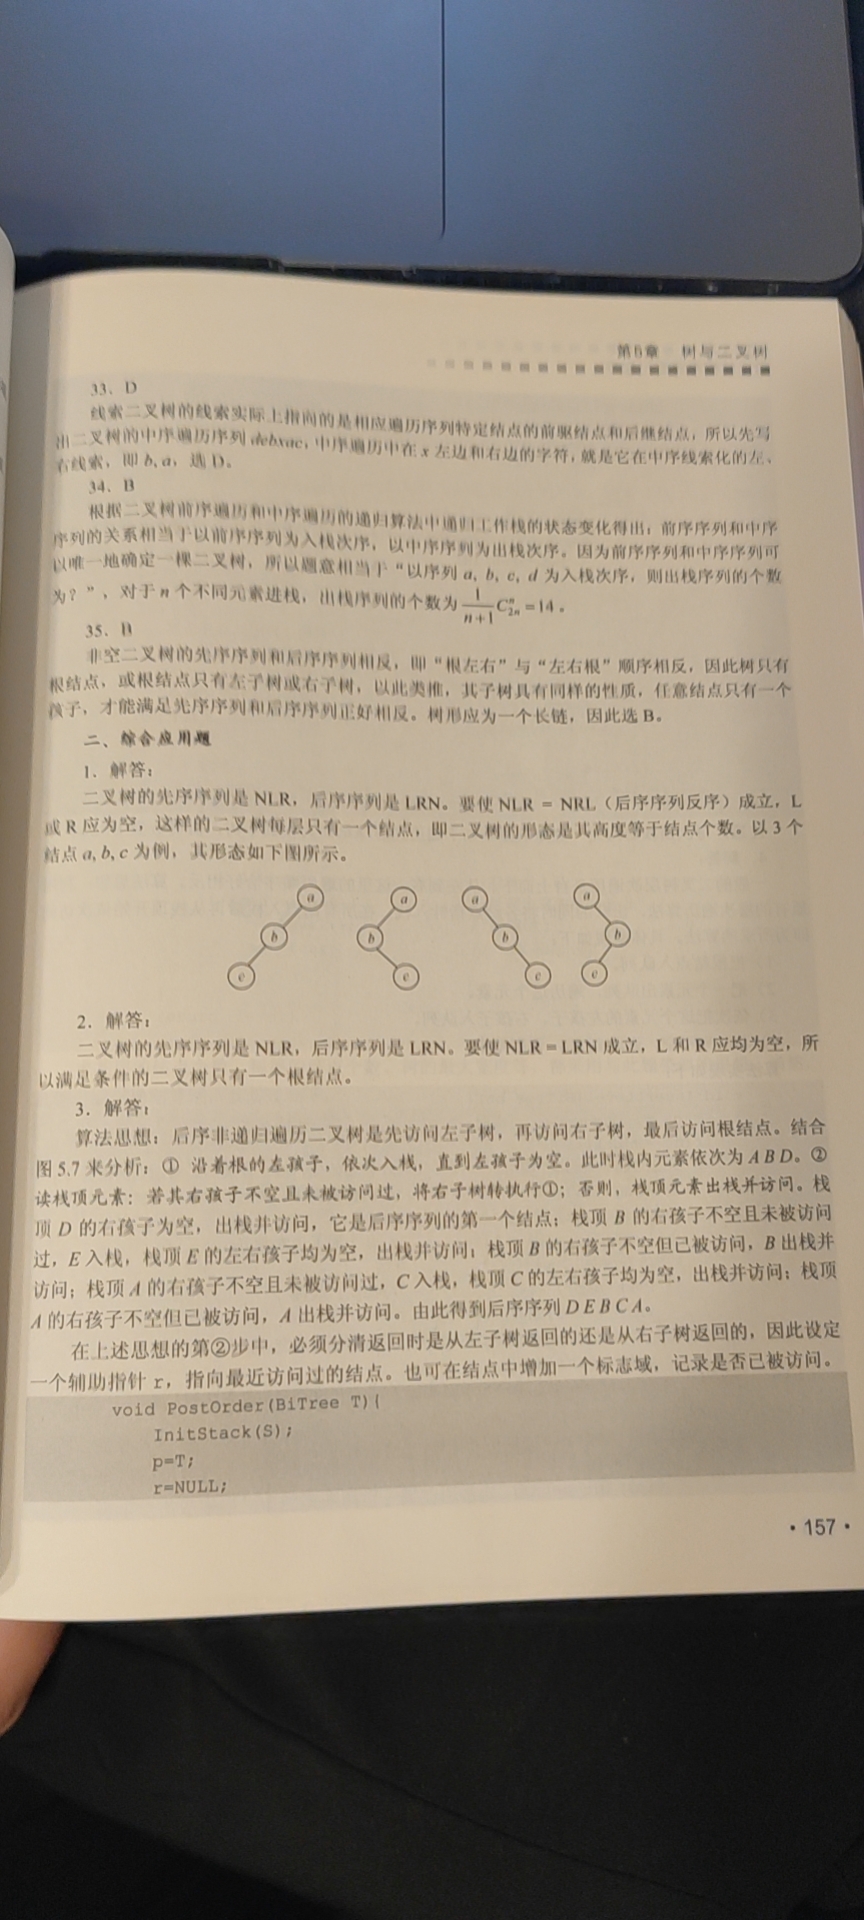 第5章 树与二叉树
33. D
线索二叉树的线索实际上指向的是相应遍历序列特定结点的前驱结点和后继结点，所以先写
出二叉树的中序遍历序列 debxac，中序遍历中在 x 左边和右边的字符，就是它在中序线索化的左、
右线索，即 b, a，选 D。
34. B
根据二叉树前序遍历和中序遍历的递归算法中递归工作栈的状态变化得出：前序序列和中序
序列的关系相当于以前序序列为入栈次序，以中序序列为出栈次序。因为前序序列和中序序列可
以唯一地确定一棵二叉树，所以题意相当于“以序列 a, b, c, d 为入栈次序，则出栈序列的个数
为？”，对于 n 个不同元素进栈，出栈序列的个数为 1/(n+1) C_{2n}^{n} = 14。
35. B
非空二叉树的先序序列和后序序列相反，即“根左右”与“左右根”顺序相反，因此树只有
根结点，或根结点只有左子树或右子树，以此类推，其子树具有同样的性质，任意结点只有一个
孩子，才能满足先序序列和后序序列正好相反。树形应为一个长链，因此选 B。
二、综合应用题
1. 解答：
二叉树的先序序列是 NLR，后序序列是 LRN。要使 NLR = NRL（后序序列反序）成立，L
或 R 应为空，这样的二叉树每层只有一个结点，即二叉树的形态是其高度等于结点个数。以 3 个
结点 a, b, c 为例，其形态如下图所示。
a a a a
b b b b
c c c c
2. 解答：
二叉树的先序序列是 NLR，后序序列是 LRN。要使 NLR = LRN 成立，L 和 R 应均为空，所
以满足条件的二叉树只有一个根结点。
3. 解答：
算法思想：后序非递归遍历二叉树是先访问左子树，再访问右子树，最后访问根结点。结合
图 5.7 来分析：① 沿着根的左孩子，依次入栈，直到左孩子为空。此时栈内元素依次为 A B D。②
读栈顶元素：若其右孩子不空且未被访问过，将右子树转执行①；否则，栈顶元素出栈并访问。栈
顶 D 的右孩子为空，出栈并访问，它是后序序列的第一个结点；栈顶 B 的右孩子不空且未被访问
过，E 入栈，栈顶 E 的左右孩子均为空，出栈并访问；栈顶 B 的右孩子不空但已被访问，B 出栈并
访问；栈顶 A 的右孩子不空且未被访问过，C 入栈，栈顶 C 的左右孩子均为空，出栈并访问；栈顶
A 的右孩子不空但已被访问，A 出栈并访问。由此得到后序序列 D E B C A。
在上述思想的第②步中，必须分清返回时是从左子树返回的还是从右子树返回的，因此设定
一个辅助指针 r，指向最近访问过的结点。也可在结点中增加一个标志域，记录是否已被访问。
void PostOrder(BiTree T){
InitStack(S);
p=T;
r=NULL;
·157·